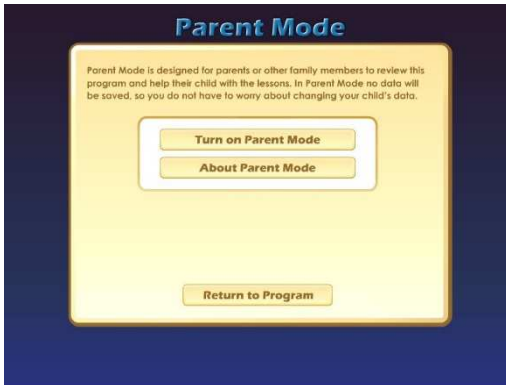 Parent Mode
Parent Mode is designed for parents or other family members to review this
program and help their child with the lessons. In Parent Mode no data will
be saved, so you do not have to worry about changing your child's data.
Turn on Parent Mode
About Parent Mode
Return to Program